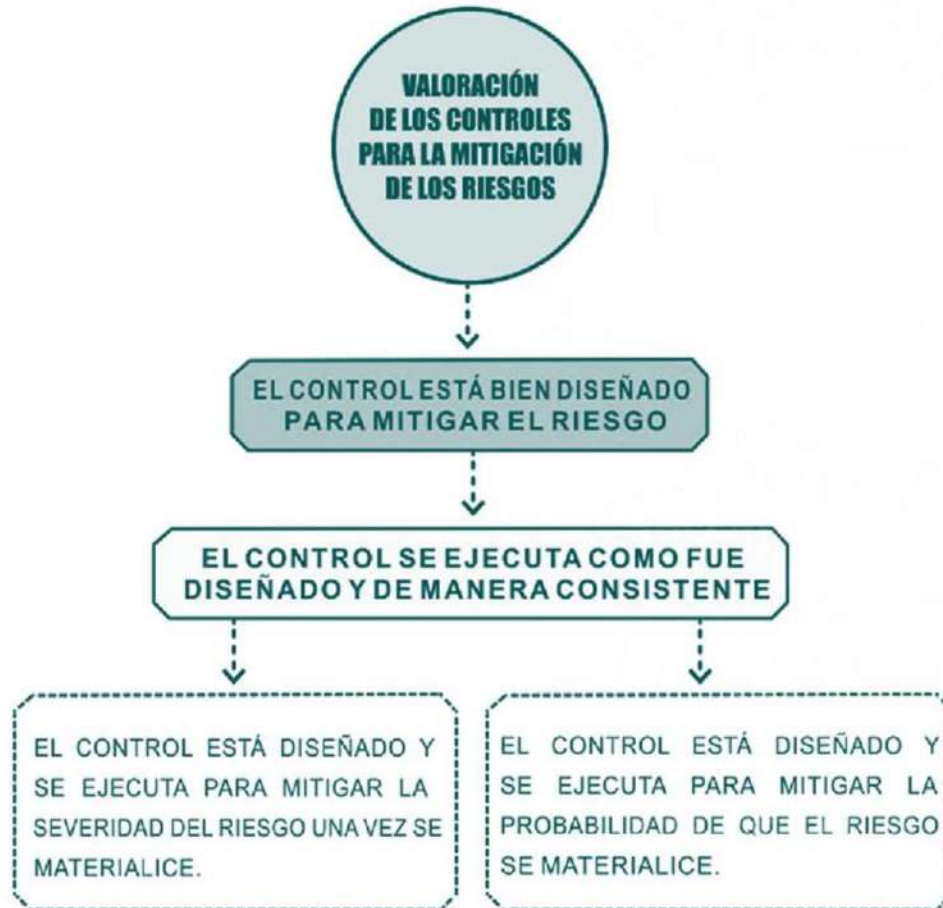 VALORACIÓN
DE LOS CONTROLES
PARA LA MITIGACIÓN
DE LOS RIESGOS
EL CONTROL ESTÁ BIEN DISEÑADO
PARA MITIGAR EL RIESGO
EL CONTROL SE EJECUTA COMO FUE
DISEÑADO Y DE MANERA CONSISTENTE
EL CONTROL ESTÁ DISEÑADO Y
SE EJECUTA PARA MITIGAR LA
SEVERIDAD DEL RIESGO UNA VEZ SE
MATERIALICE.
EL CONTROL ESTÁ DISEÑADO Y
SE EJECUTA PARA MITIGAR LA
PROBABILIDAD DE QUE EL RIESGO
SE MATERIALICE.